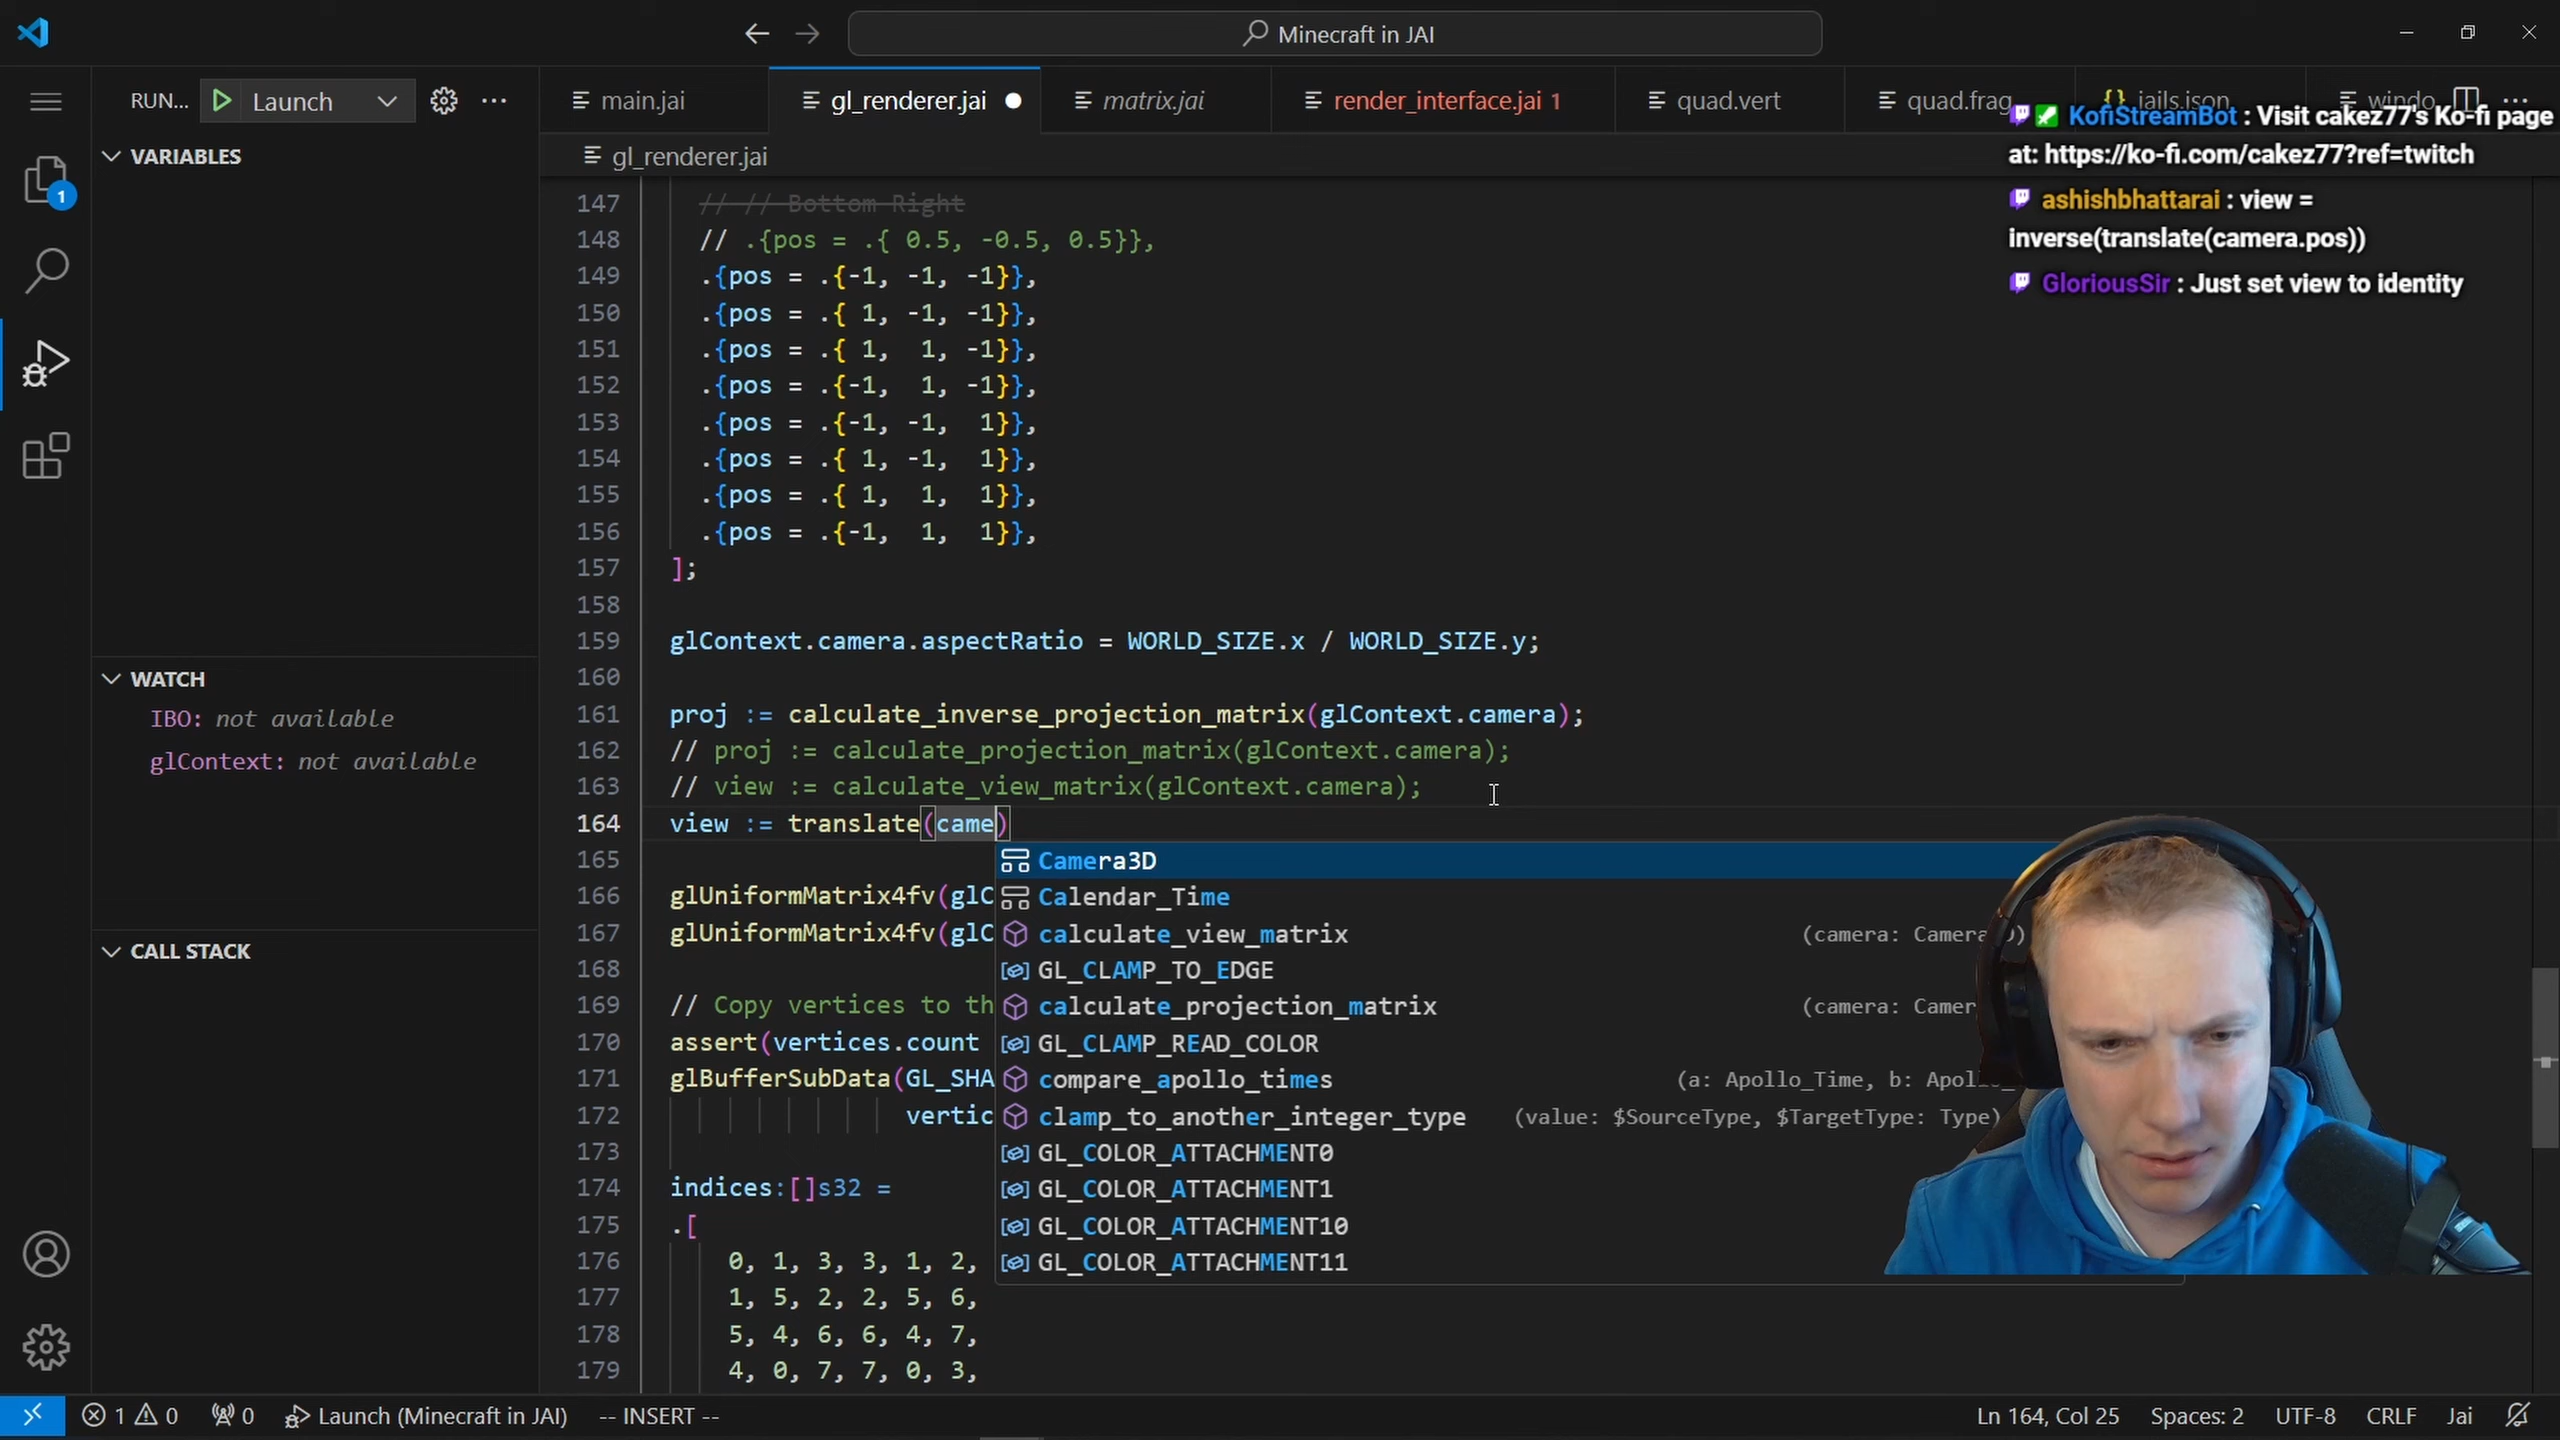 Minecraft in JAI
RUN...
Launch
...
main.jai
gl_renderer.jai
matrix.jai
render_interface.jai 1
quad.vert
quad.frag
jails.json
windo
...
gl_renderer.jai
VARIABLES
WATCH
IBO: not available
glContext: not available
CALL STACK
1
KofiStreamBot : Visit cakez77's Ko-fi page
at: https://ko-fi.com/cakez77?ref=twitch
ashishbhattarai : view =
inverse(translate(camera.pos))
GloriousSir : Just set view to identity
147 // // Bottom Right
148 // .{pos = .{ 0.5, -0.5, 0.5}},
149 .{pos = .{-1, -1, -1}},
150 .{pos = .{ 1, -1, -1}},
151 .{pos = .{ 1,  1, -1}},
152 .{pos = .{-1,  1, -1}},
153 .{pos = .{-1, -1,  1}},
154 .{pos = .{ 1, -1,  1}},
155 .{pos = .{ 1,  1,  1}},
156 .{pos = .{-1,  1,  1}},
157 ];
158
159 glContext.camera.aspectRatio = WORLD_SIZE.x / WORLD_SIZE.y;
160
161 proj := calculate_inverse_projection_matrix(glContext.camera);
162 // proj := calculate_projection_matrix(glContext.camera);
163 // view := calculate_view_matrix(glContext.camera);
164 view := translate(came)
165
166 glUniformMatrix4fv(glC
167 glUniformMatrix4fv(glC
168
169 // Copy vertices to th
170 assert(vertices.count
171 glBufferSubData(GL_SHA
172 vertic
173
174 indices:[]s32 =
175 .[
176 0, 1, 3, 3, 1, 2,
177 1, 5, 2, 2, 5, 6,
178 5, 4, 6, 6, 4, 7,
179 4, 0, 7, 7, 0, 3,
Camera3D
Calendar_Time
calculate_view_matrix (camera: Camera D)
GL_CLAMP_TO_EDGE
calculate_projection_matrix (camera: Camer
GL_CLAMP_READ_COLOR
compare_apollo_times (a: Apollo_Time, b: Apollo_
clamp_to_another_integer_type (value: $SourceType, $TargetType: Type)
GL_COLOR_ATTACHMENT0
GL_COLOR_ATTACHMENT1
GL_COLOR_ATTACHMENT10
GL_COLOR_ATTACHMENT11
1 0
0
Launch (Minecraft in JAI)
-- INSERT --
Ln 164, Col 25
Spaces: 2
UTF-8
CRLF
Jai